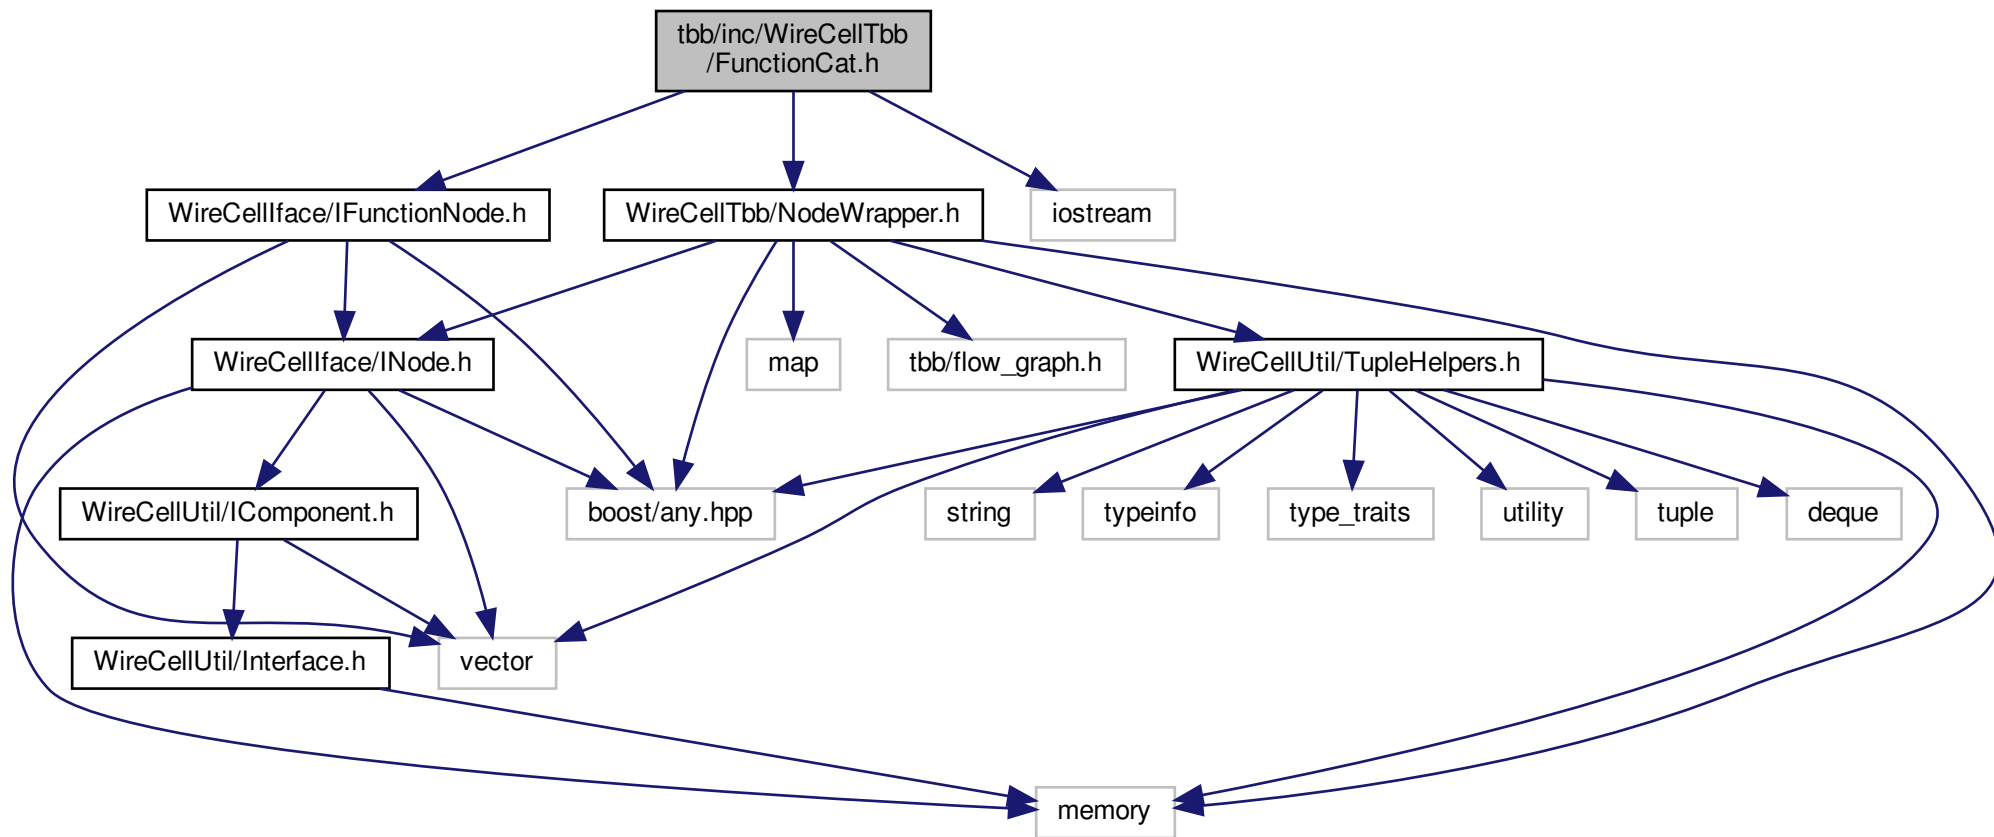 tbb/inc/WireCellTbb
/FunctionCat.h
WireCellIface/IFunctionNode.h
WireCellTbb/NodeWrapper.h
iostream
WireCellIface/INode.h
map
tbb/flow_graph.h
WireCellUtil/TupleHelpers.h
WireCellUtil/IComponent.h
boost/any.hpp
string
typeinfo
type_traits
utility
tuple
deque
WireCellUtil/Interface.h
vector
memory